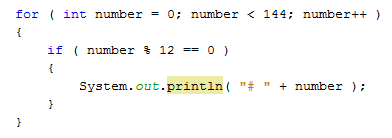 for ( int number = 0; number < 144; number++ )
{
if ( number % 12 == 0 )
{
System.out.println( "# " + number );
}
}